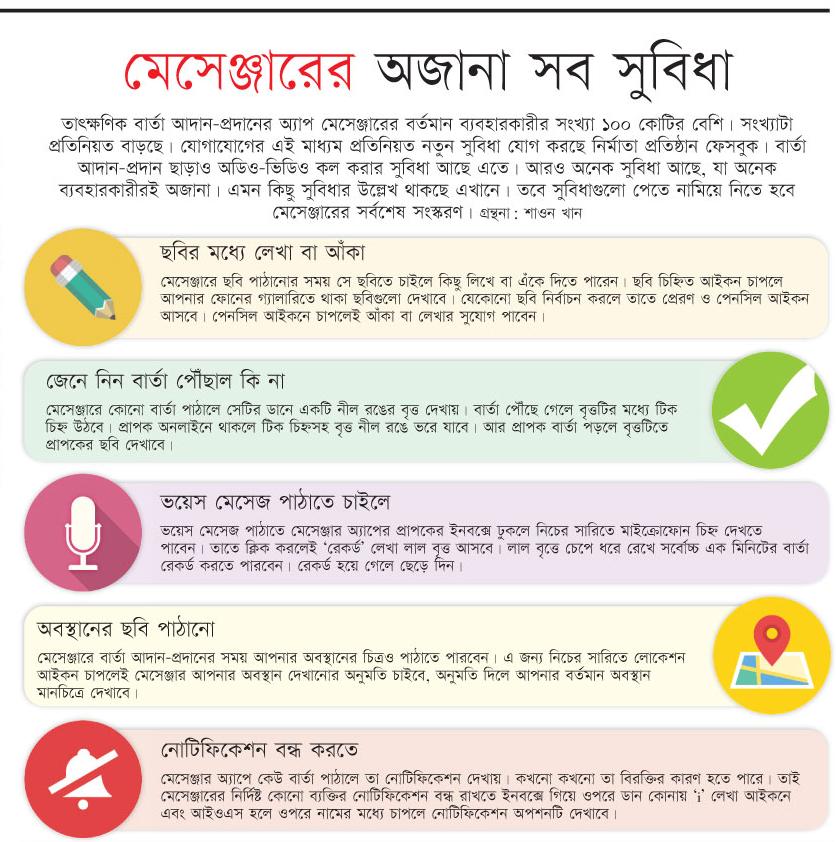 মেসেঞ্জারের অজানা সব সুবিধা
তাৎক্ষণিক বার্তা আদান-প্রদানের অ্যাপ মেসেঞ্জারের বর্তমান ব্যবহারকারীর সংখ্যা ১০০ কোটির বেশি। সংখ্যাটা
প্রতিনিয়ত বাড়ছে। যোগাযোগের এই মাধ্যম প্রতিনিয়ত নতুন সুবিধা যোগ করছে নির্মাতা প্রতিষ্ঠান ফেসবুক। বার্তা
আদান-প্রদান ছাড়াও অডিও-ভিডিও কল করার সুবিধা আছে এতে। আরও অনেক সুবিধা আছে, যা অনেক
ব্যবহারকারীরই অজানা। এমন কিছু সুবিধার উল্লেখ থাকছে এখানে। তবে সুবিধাগুলো পেতে নামিয়ে নিতে হবে
মেসেঞ্জারের সর্বশেষ সংস্করণ। গ্রন্থনা: শাওন খান
ছবির মধ্যে লেখা বা আঁকা
মেসেঞ্জারে ছবি পাঠানোর সময় সে ছবিতে চাইলে কিছু লিখে বা এঁকে দিতে পারেন। ছবি চিহ্নিত আইকন চাপলে
আপনার ফোনের গ্যালারিতে থাকা ছবিগুলো দেখাবে। যেকোনো ছবি নির্বাচন করলে তাতে প্রেরণ ও পেনসিল আইকন
আসবে। পেনসিল আইকনে চাপলেই আঁকা বা লেখার সুযোগ পাবেন।
জেনে নিন বার্তা পৌঁছাল কি না
মেসেঞ্জারে কোনো বার্তা পাঠালে সেটির ডানে একটি নীল রঙের বৃত্ত দেখায়। বার্তা পৌঁছে গেলে বৃত্তটির মধ্যে টিক
চিহ্ন উঠবে। প্রাপক অনলাইনে থাকলে টিক চিহ্নসহ বৃত্ত নীল রঙে ভরে যাবে। আর প্রাপক বার্তা পড়লে বৃত্তটিতে
প্রাপকের ছবি দেখাবে।
ভয়েস মেসেজ পাঠাতে চাইলে
ভয়েস মেসেজ পাঠাতে মেসেঞ্জার অ্যাপের প্রাপকের ইনবক্সে ঢুকলে নিচের সারিতে মাইক্রোফোন চিহ্ন দেখতে
পাবেন। তাতে ক্লিক করলেই ‘রেকর্ড’ লেখা লাল বৃত্ত আসবে। লাল বৃত্তে চেপে ধরে রেখে সর্বোচ্চ এক মিনিটের বার্তা
রেকর্ড করতে পারবেন। রেকর্ড হয়ে গেলে ছেড়ে দিন।
অবস্থানের ছবি পাঠানো
মেসেঞ্জারে বার্তা আদান-প্রদানের সময় আপনার অবস্থানের চিত্রও পাঠাতে পারবেন। এ জন্য নিচের সারিতে লোকেশন
আইকন চাপলেই মেসেঞ্জার আপনার অবস্থান দেখানোর অনুমতি চাইবে, অনুমতি দিলে আপনার বর্তমান অবস্থান
মানচিত্রে দেখাবে।
নোটিফিকেশন বন্ধ করতে
মেসেঞ্জার অ্যাপে কেউ বার্তা পাঠালে তা নোটিফিকেশন দেখায়। কখনো কখনো তা বিরক্তির কারণ হতে পারে। তাই
মেসেঞ্জারের নির্দিষ্ট কোনো ব্যক্তির নোটিফিকেশন বন্ধ রাখতে ইনবক্সে গিয়ে ওপরে ডান কোনায় ‘i’ লেখা আইকনে
এবং আইওএস হলে ওপরে নামের মধ্যে চাপলে নোটিফিকেশন অপশনটি দেখাবে।